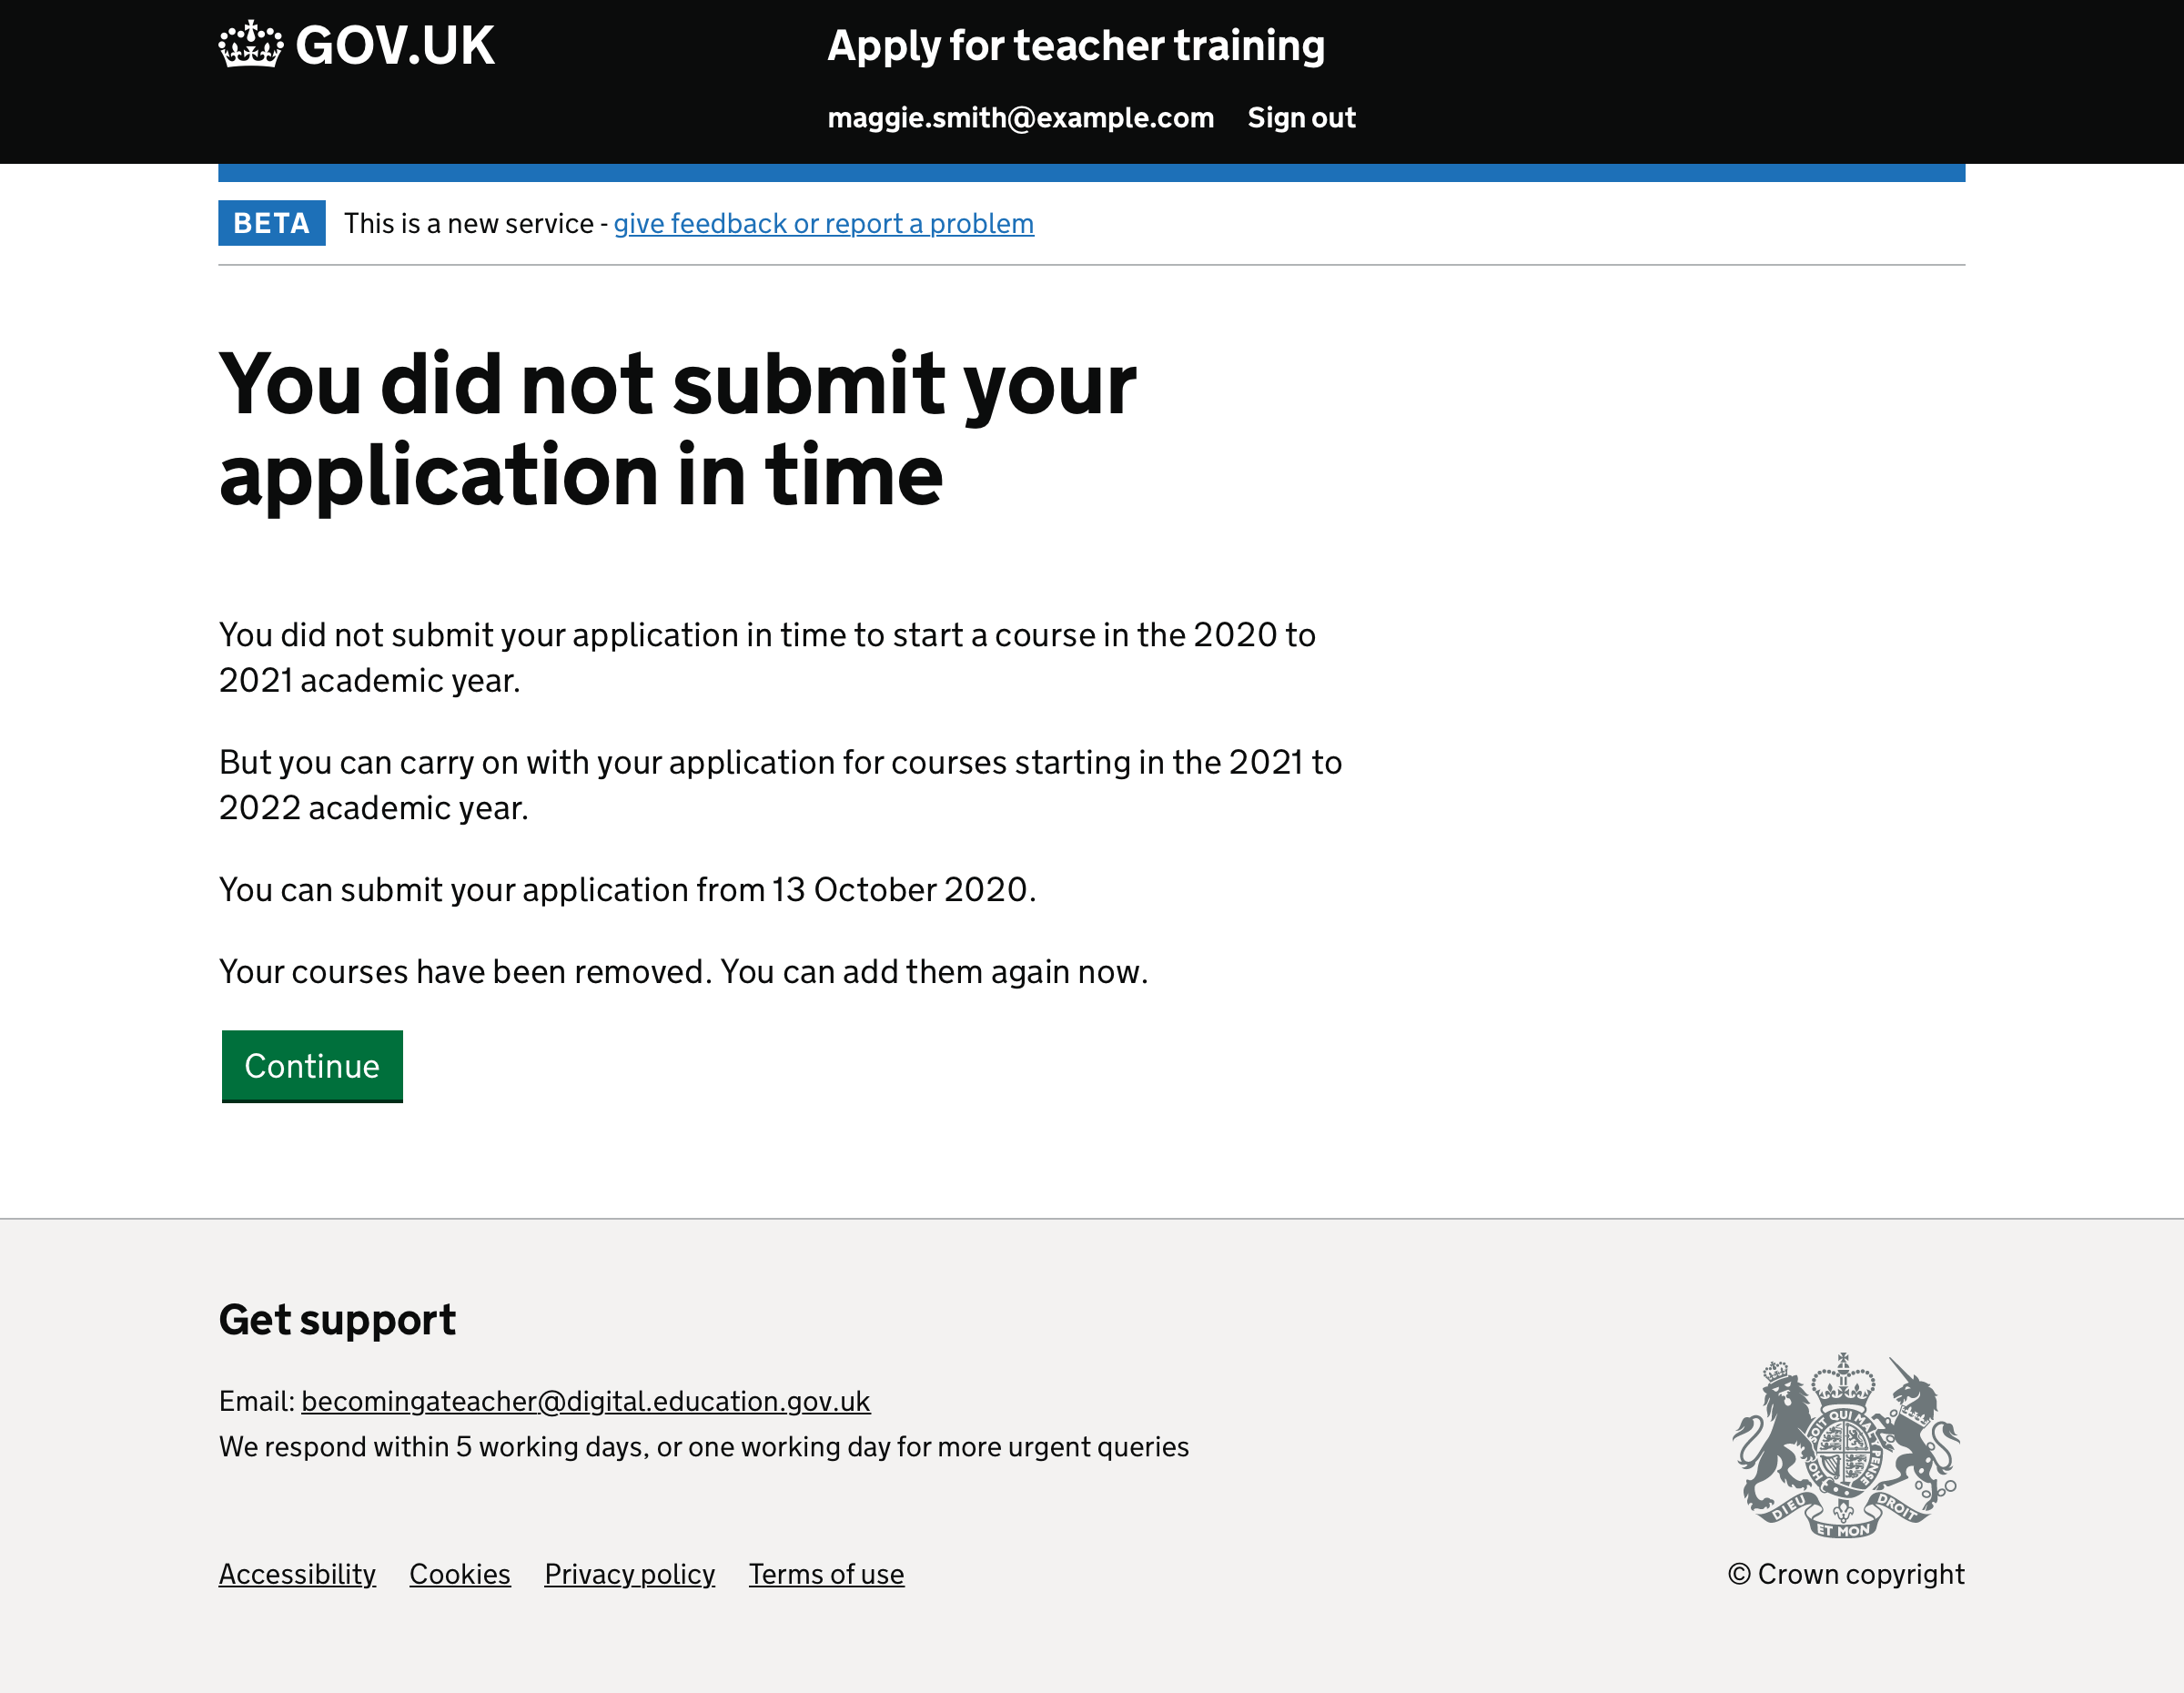 GOV.UK
Apply for teacher training
maggie.smith@example.com Sign out
BETA This is a new service - give feedback or report a problem
You did not submit your
application in time
You did not submit your application in time to start a course in the 2020 to
2021 academic year.
But you can carry on with your application for courses starting in the 2021 to
2022 academic year.
You can submit your application from 13 October 2020.
Your courses have been removed. You can add them again now.
Continue
Get support
Email: becomingateacher@digital.education.gov.uk
We respond within 5 working days, or one working day for more urgent queries
SOIT QUI MAL Y PENSE
HON
DIEU ET MON DROIT
Accessibility Cookies Privacy policy Terms of use
© Crown copyright